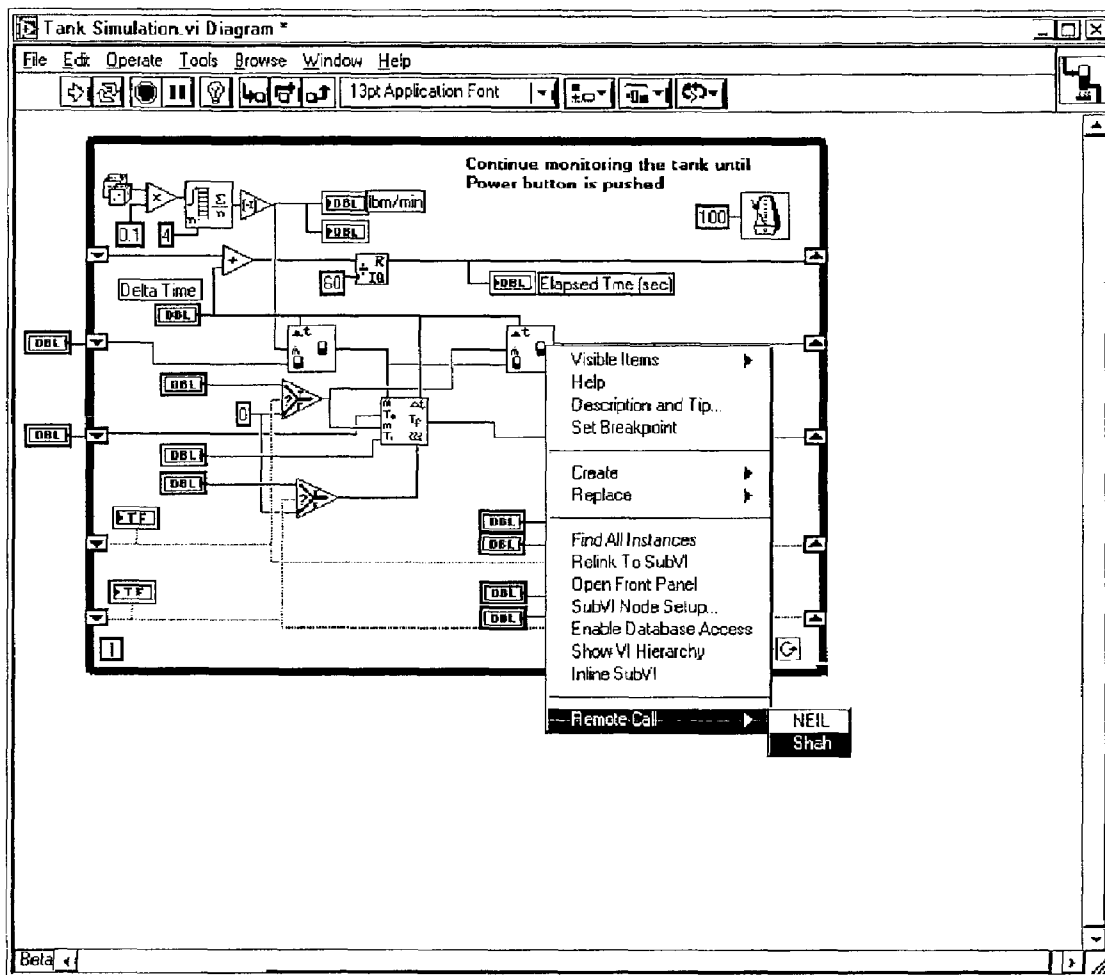 Tank Simulation.vi Diagram *
File Edit Operate Tools Browse Window Help
13pt Application Font
Continue monitoring the tank until
Power button is pushed
DBL lbm/min
DBL
100
0.1
4
+
R
IQ
60
DBL Elapsed Tme (sec)
Delta Time
DBL
DBL
t
t
DBL
0
DBL
DBL
DBL
TF
TF
DBL
DBL
DBL
DBL
Visible Items
Help
Description and Tip...
Set Breakpoint
Create
Replace
Find All Instances
Relink To SubVI
Open Front Panel
SubVI Node Setup...
Enable Database Access
Show VI Hierarchy
Inline SubVI
Remote Call
NEIL
Shah
Beta